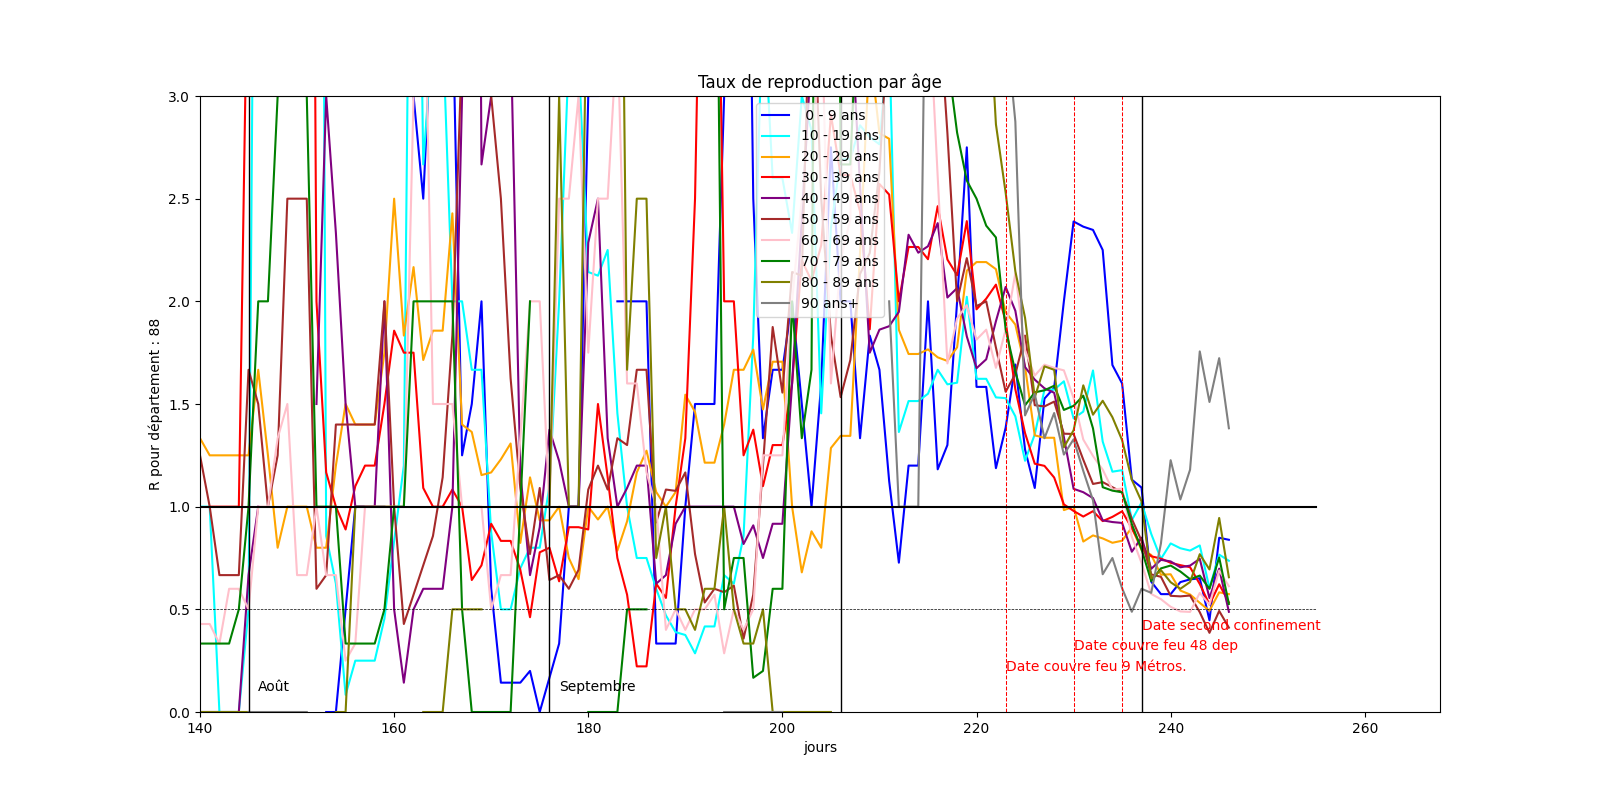 Taux de reproduction par âge
3.0
2.5
2.0
1.5
1.0
0.5
0.0
R pour département : 88
0 - 9 ans
10 - 19 ans
20 - 29 ans
30 - 39 ans
40 - 49 ans
50 - 59 ans
60 - 69 ans
70 - 79 ans
80 - 89 ans
90 ans+
Date second confinement
Date couvre feu 48 dep
Date couvre feu 9 Métros.
Août
Septembre
140
160
180
200
220
240
260
jours